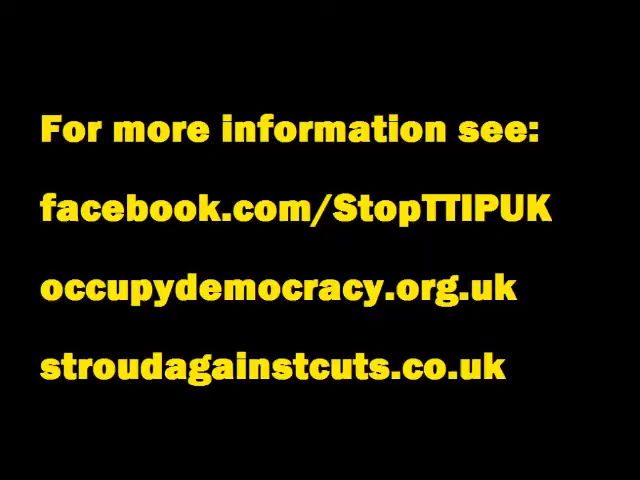 For more information see:
facebook.com/StopTTIPUK
occupydemocracy.org.uk
stroudagainstcuts.co.uk